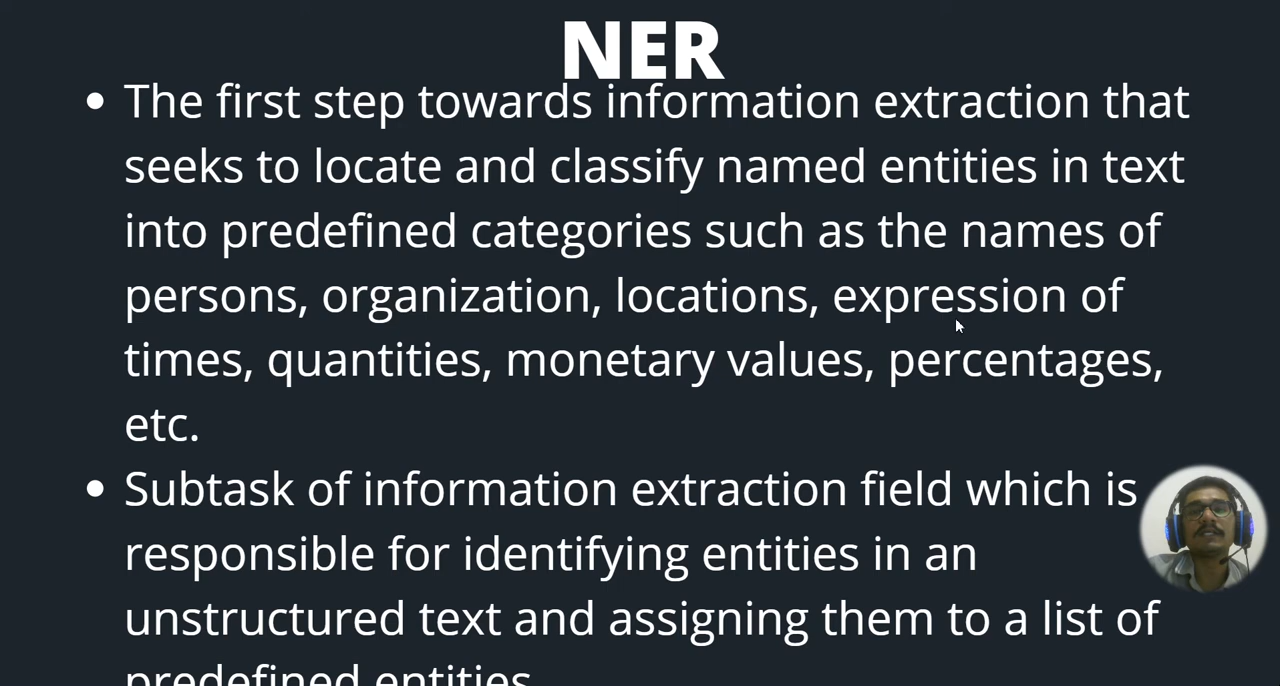 NER
The first step towards information extraction that
seeks to locate and classify named entities in text
into predefined categories such as the names of
persons, organization, locations, expression of
times, quantities, monetary values, percentages,
etc.
Subtask of information extraction field which is
responsible for identifying entities in an
unstructured text and assigning them to a list of
predefined entities.